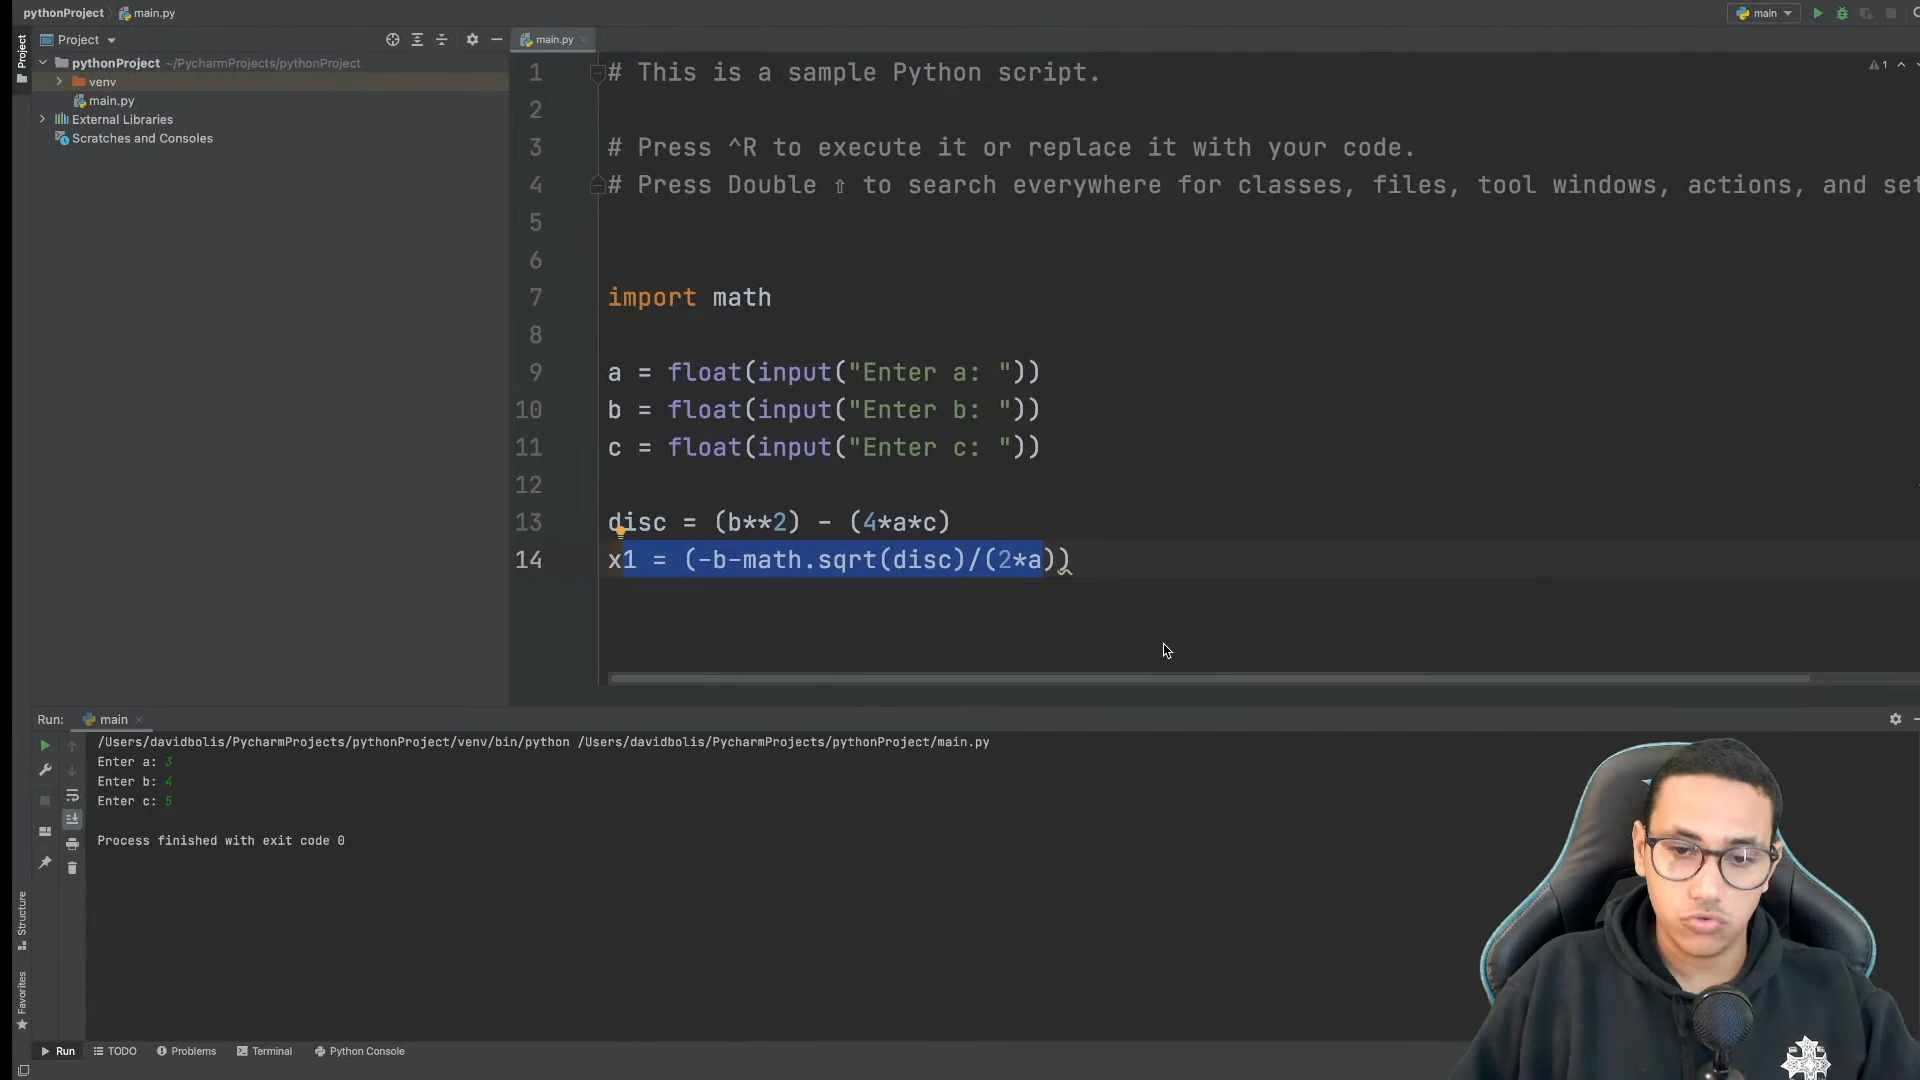 pythonProject main.py
main
Project
Project
main.py
pythonProject ~/PycharmProjects/pythonProject
venv
main.py
External Libraries
Scratches and Consoles
1 # This is a sample Python script.
1
2
3 # Press ^R to execute it or replace it with your code.
4 # Press Double ⇧ to search everywhere for classes, files, tool windows, actions, and set
5
6
7 import math
8
9 a = float(input("Enter a: "))
10 b = float(input("Enter b: "))
11 c = float(input("Enter c: "))
12
13 disc = (b**2) - (4*a*c)
14 x1 = (-b-math.sqrt(disc)/(2*a))
Run: main
/Users/davidbolis/PycharmProjects/pythonProject/venv/bin/python /Users/davidbolis/PycharmProjects/pythonProject/main.py
Enter a: 3
Enter b: 4
Enter c: 5
Process finished with exit code 0
Structure
Favorites
Run TODO Problems Terminal Python Console